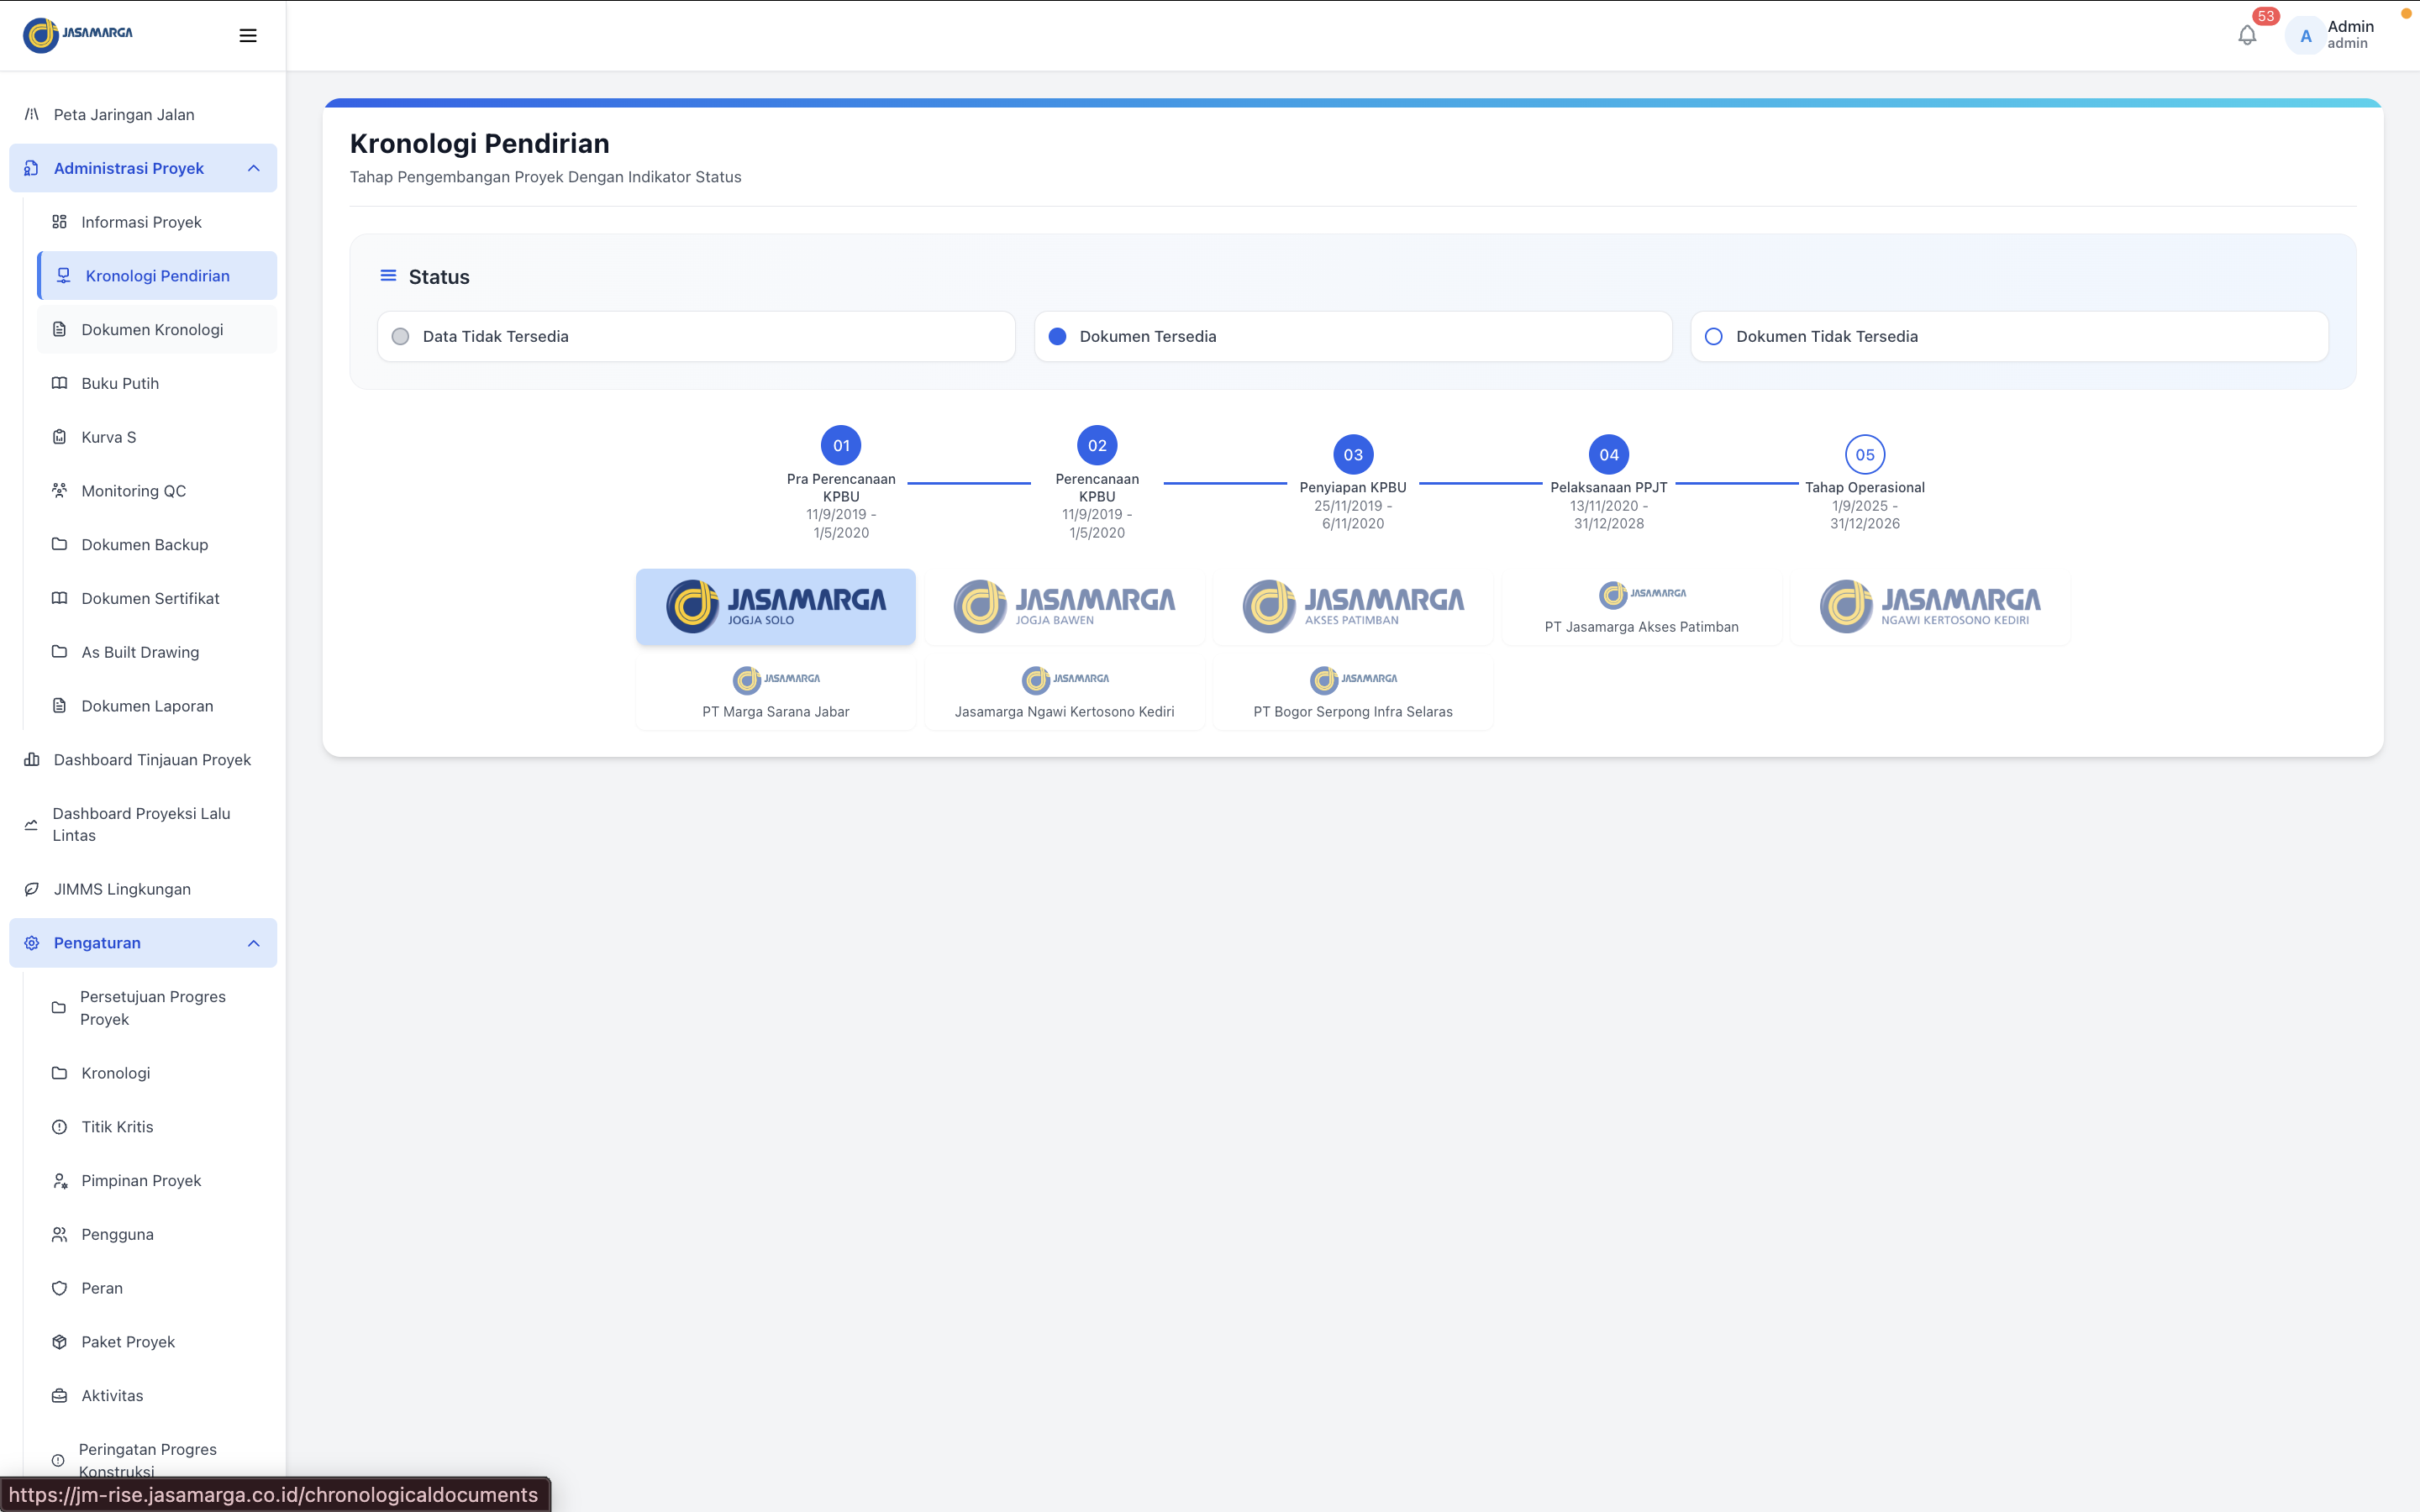 JASAMARGA
53
A
Admin
admin
Peta Jaringan Jalan
Administrasi Proyek
Informasi Proyek
Kronologi Pendirian
Dokumen Kronologi
Buku Putih
Kurva S
Monitoring QC
Dokumen Backup
Dokumen Sertifikat
As Built Drawing
Dokumen Laporan
Dashboard Tinjauan Proyek
Dashboard Proyeksi Lalu
Lintas
JIMMS Lingkungan
Pengaturan
Persetujuan Progres
Proyek
Kronologi
Titik Kritis
Pimpinan Proyek
Pengguna
Peran
Paket Proyek
Aktivitas
Peringatan Progres
Konstruksi
https://jm-rise.jasamarga.co.id/chronologicaldocuments
Kronologi Pendirian
Tahap Pengembangan Proyek Dengan Indikator Status
Status
Data Tidak Tersedia
Dokumen Tersedia
Dokumen Tidak Tersedia
01
Pra Perencanaan
KPBU
11/9/2019 -
1/5/2020
02
Perencanaan
KPBU
11/9/2019 -
1/5/2020
03
Penyiapan KPBU
25/11/2019 -
6/11/2020
04
Pelaksanaan PPJT
13/11/2020 -
31/12/2028
05
Tahap Operasional
1/9/2025 -
31/12/2026
JASAMARGA
JOGJA SOLO
JASAMARGA
JOGJA BAWEN
JASAMARGA
AKSES PATIMBAN
JASAMARGA
PT Jasamarga Akses Patimban
JASAMARGA
NGAWI KERTOSONO KEDIRI
JASAMARGA
PT Marga Sarana Jabar
JASAMARGA
Jasamarga Ngawi Kertosono Kediri
JASAMARGA
PT Bogor Serpong Infra Selaras